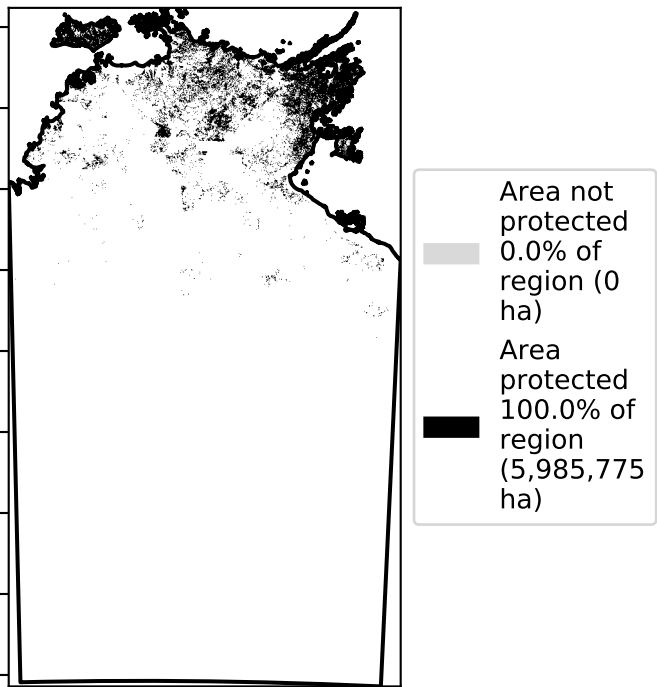 Area not
protected
0.0% of
region (0
ha)
Area
protected
100.0% of
region
(5,985,775
ha)